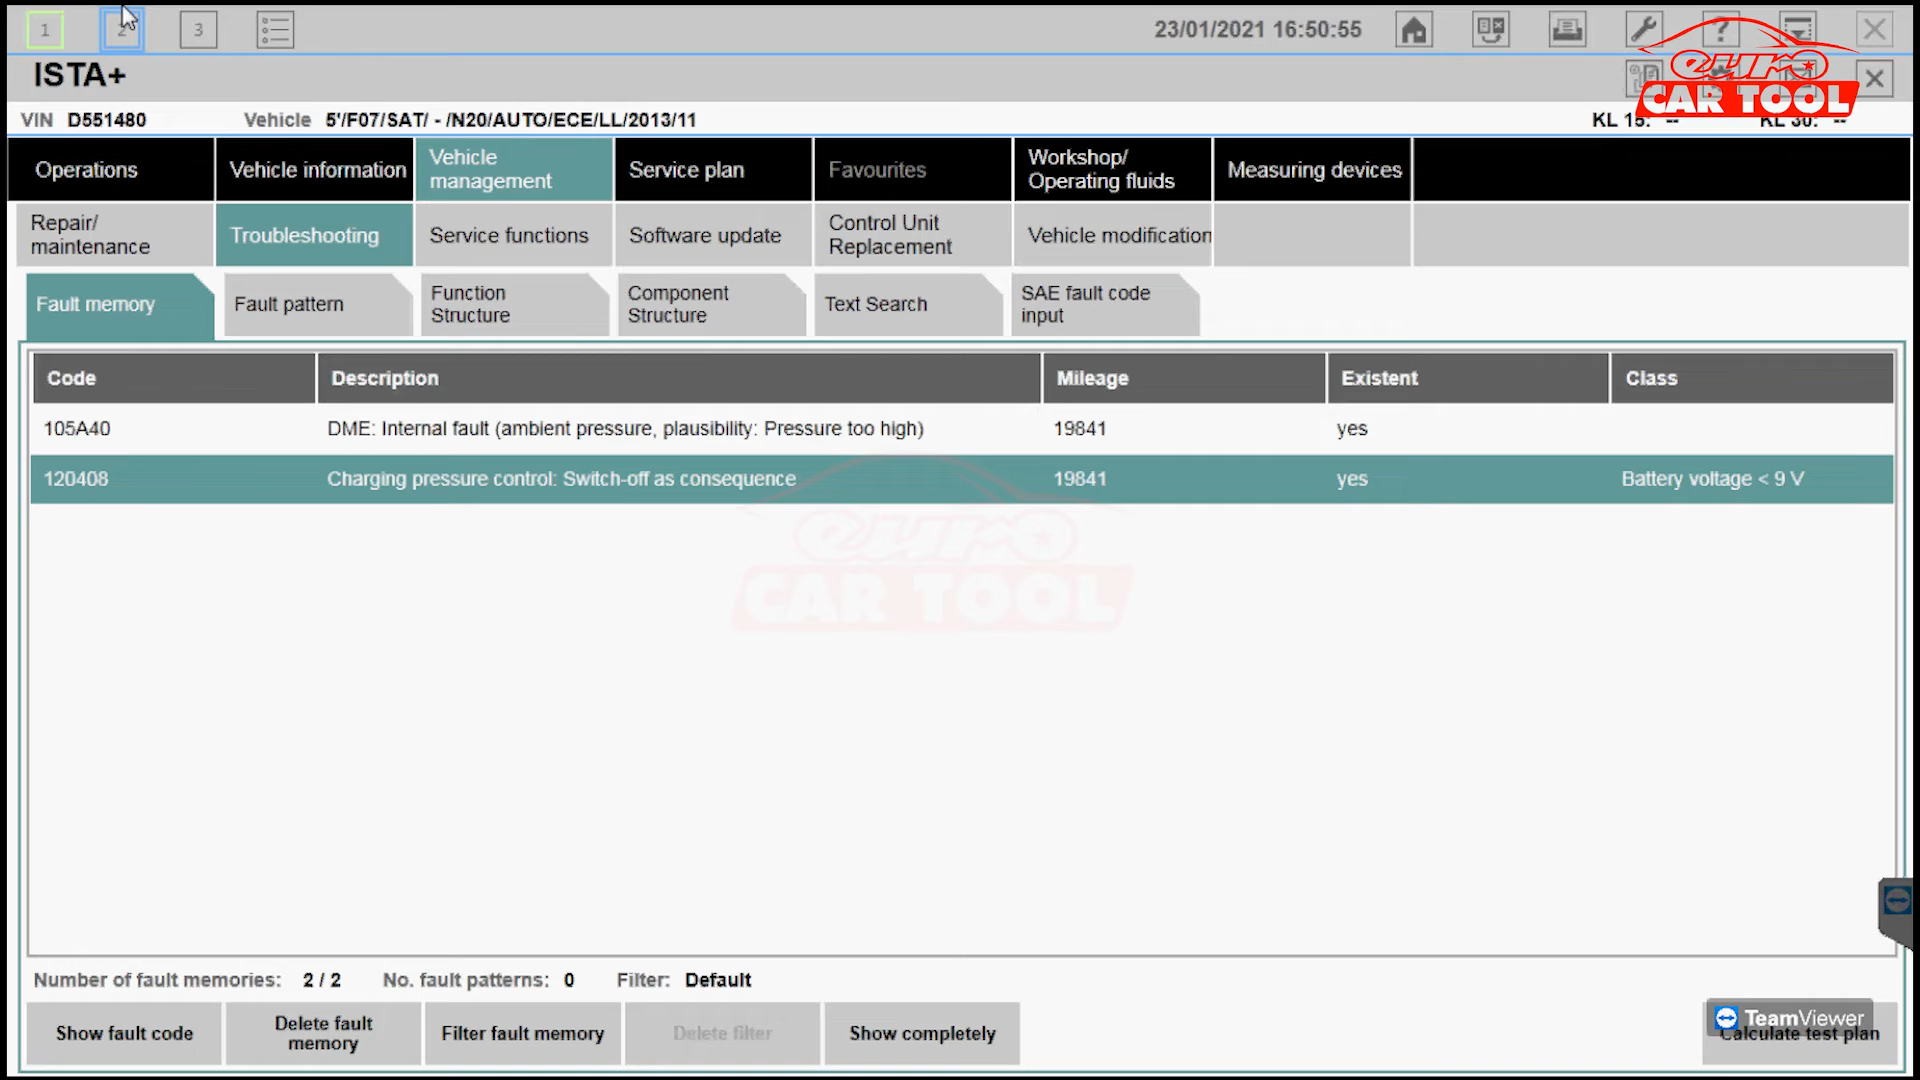 1 2 3 23/01/2021 16:50:55
ISTA+
euro
CAR TOOL
VIN D551480 Vehicle 5'/F07/SAT/ - /N20/AUTO/ECE/LL/2013/11 KL 15: -- KL 30: --
Operations
Vehicle information
Vehicle
management
Service plan
Favourites
Workshop/
Operating fluids
Measuring devices
Repair/
maintenance
Troubleshooting
Service functions
Software update
Control Unit
Replacement
Vehicle modification
Fault memory
Fault pattern
Function
Structure
Component
Structure
Text Search
SAE fault code
input
Code Description Mileage Existent Class
105A40 DME: Internal fault (ambient pressure, plausibility: Pressure too high) 19841 yes
120408 Charging pressure control: Switch-off as consequence 19841 yes Battery voltage < 9 V
euro
CAR TOOL
Number of fault memories: 2 / 2 No. fault patterns: 0 Filter: Default
Show fault code
Delete fault
memory
Filter fault memory
Delete filter
Show completely
TeamViewer
Calculate test plan